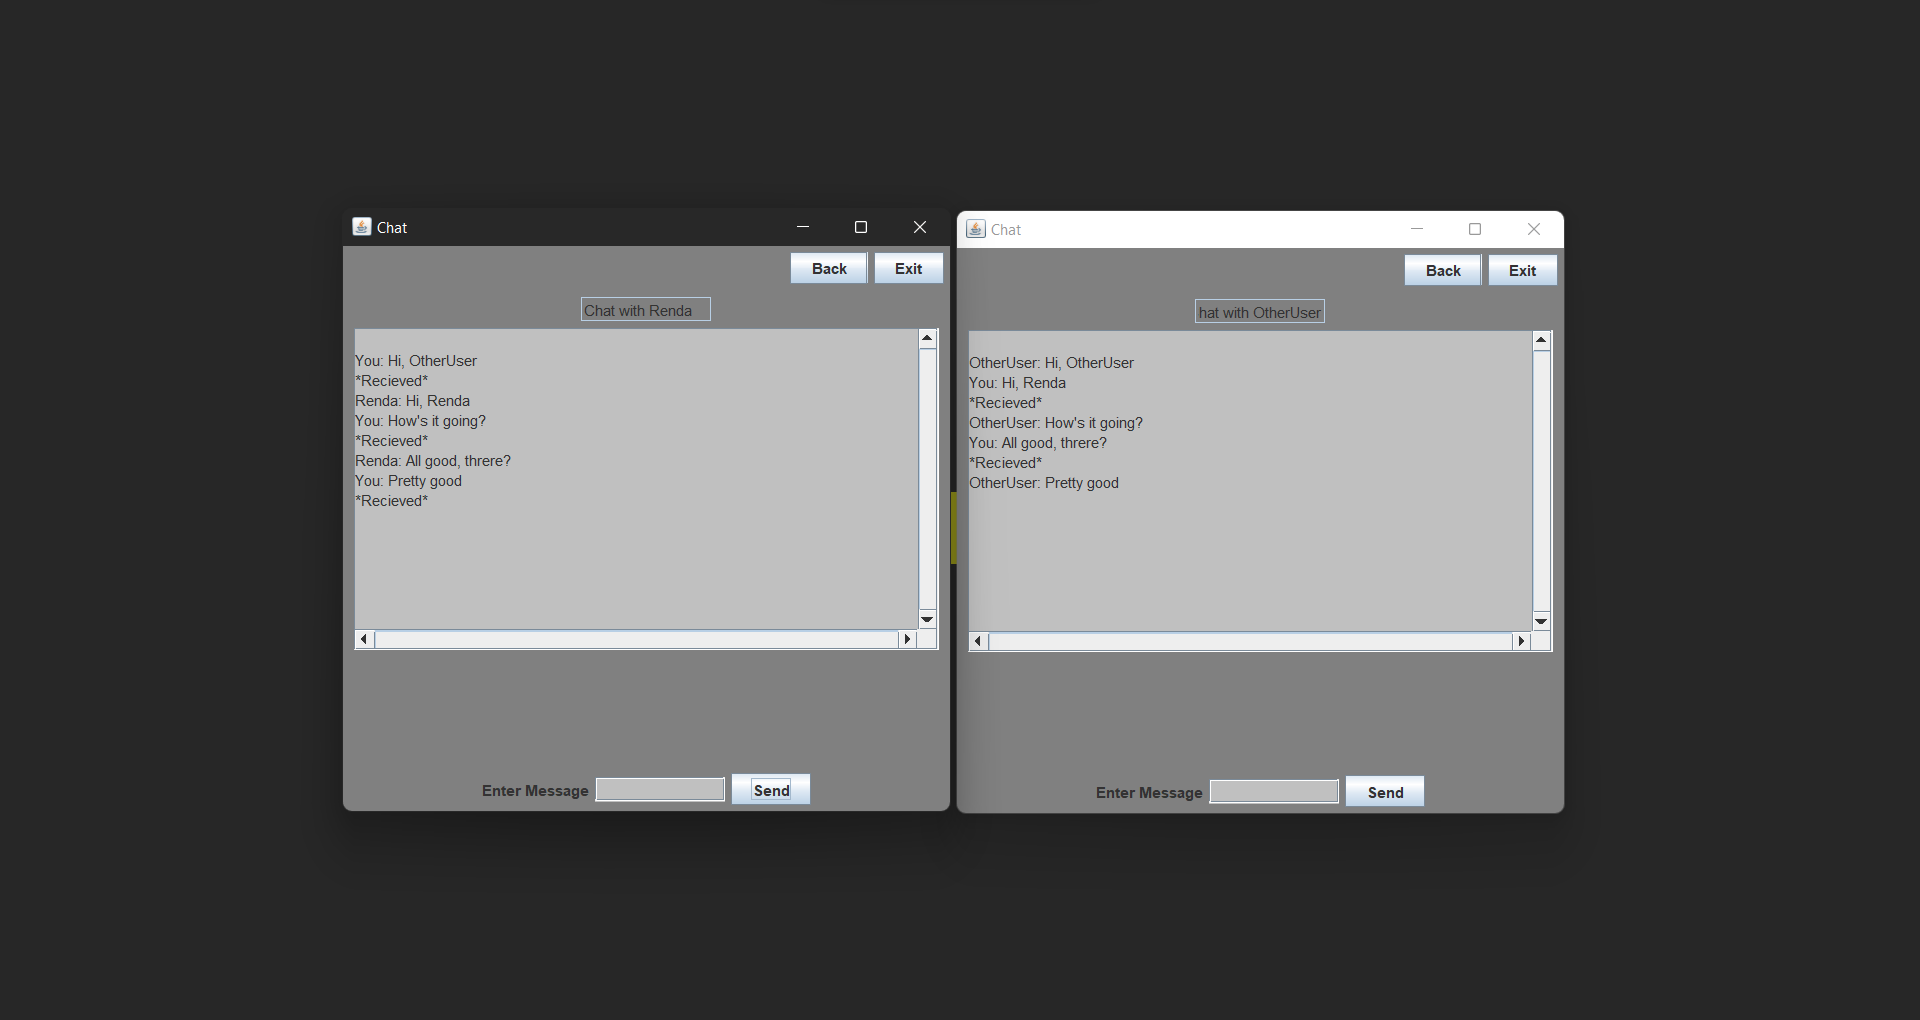 Chat
Back Exit
Chat with Renda
You: Hi, OtherUser
*Recieved*
Renda: Hi, Renda
You: How's it going?
*Recieved*
Renda: All good, threre?
You: Pretty good
*Recieved*
Enter Message Send
Chat
Back Exit
hat with OtherUser
OtherUser: Hi, OtherUser
You: Hi, Renda
*Recieved*
OtherUser: How's it going?
You: All good, threre?
*Recieved*
OtherUser: Pretty good
Enter Message Send